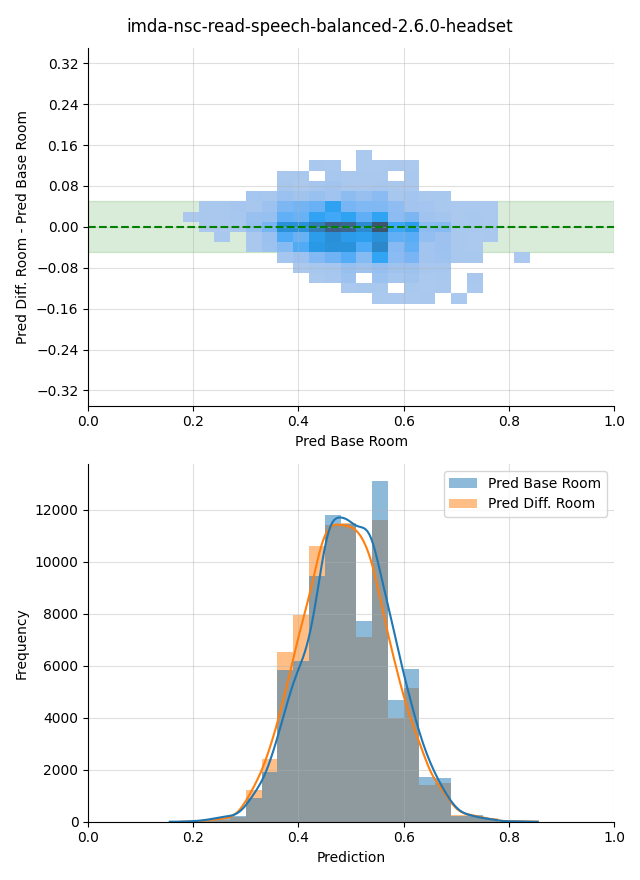 imda-nsc-read-speech-balanced-2.6.0-headset
Pred Diff. Room - Pred Base Room
0.32
0.24
0.16
0.08
0.00
−0.08
−0.16
−0.24
−0.32
0.0 0.2 0.4 0.6 0.8 1.0
Pred Base Room
Pred Base Room
Pred Diff. Room
Frequency
12000
10000
8000
6000
4000
2000
0
0.0 0.2 0.4 0.6 0.8 1.0
Prediction